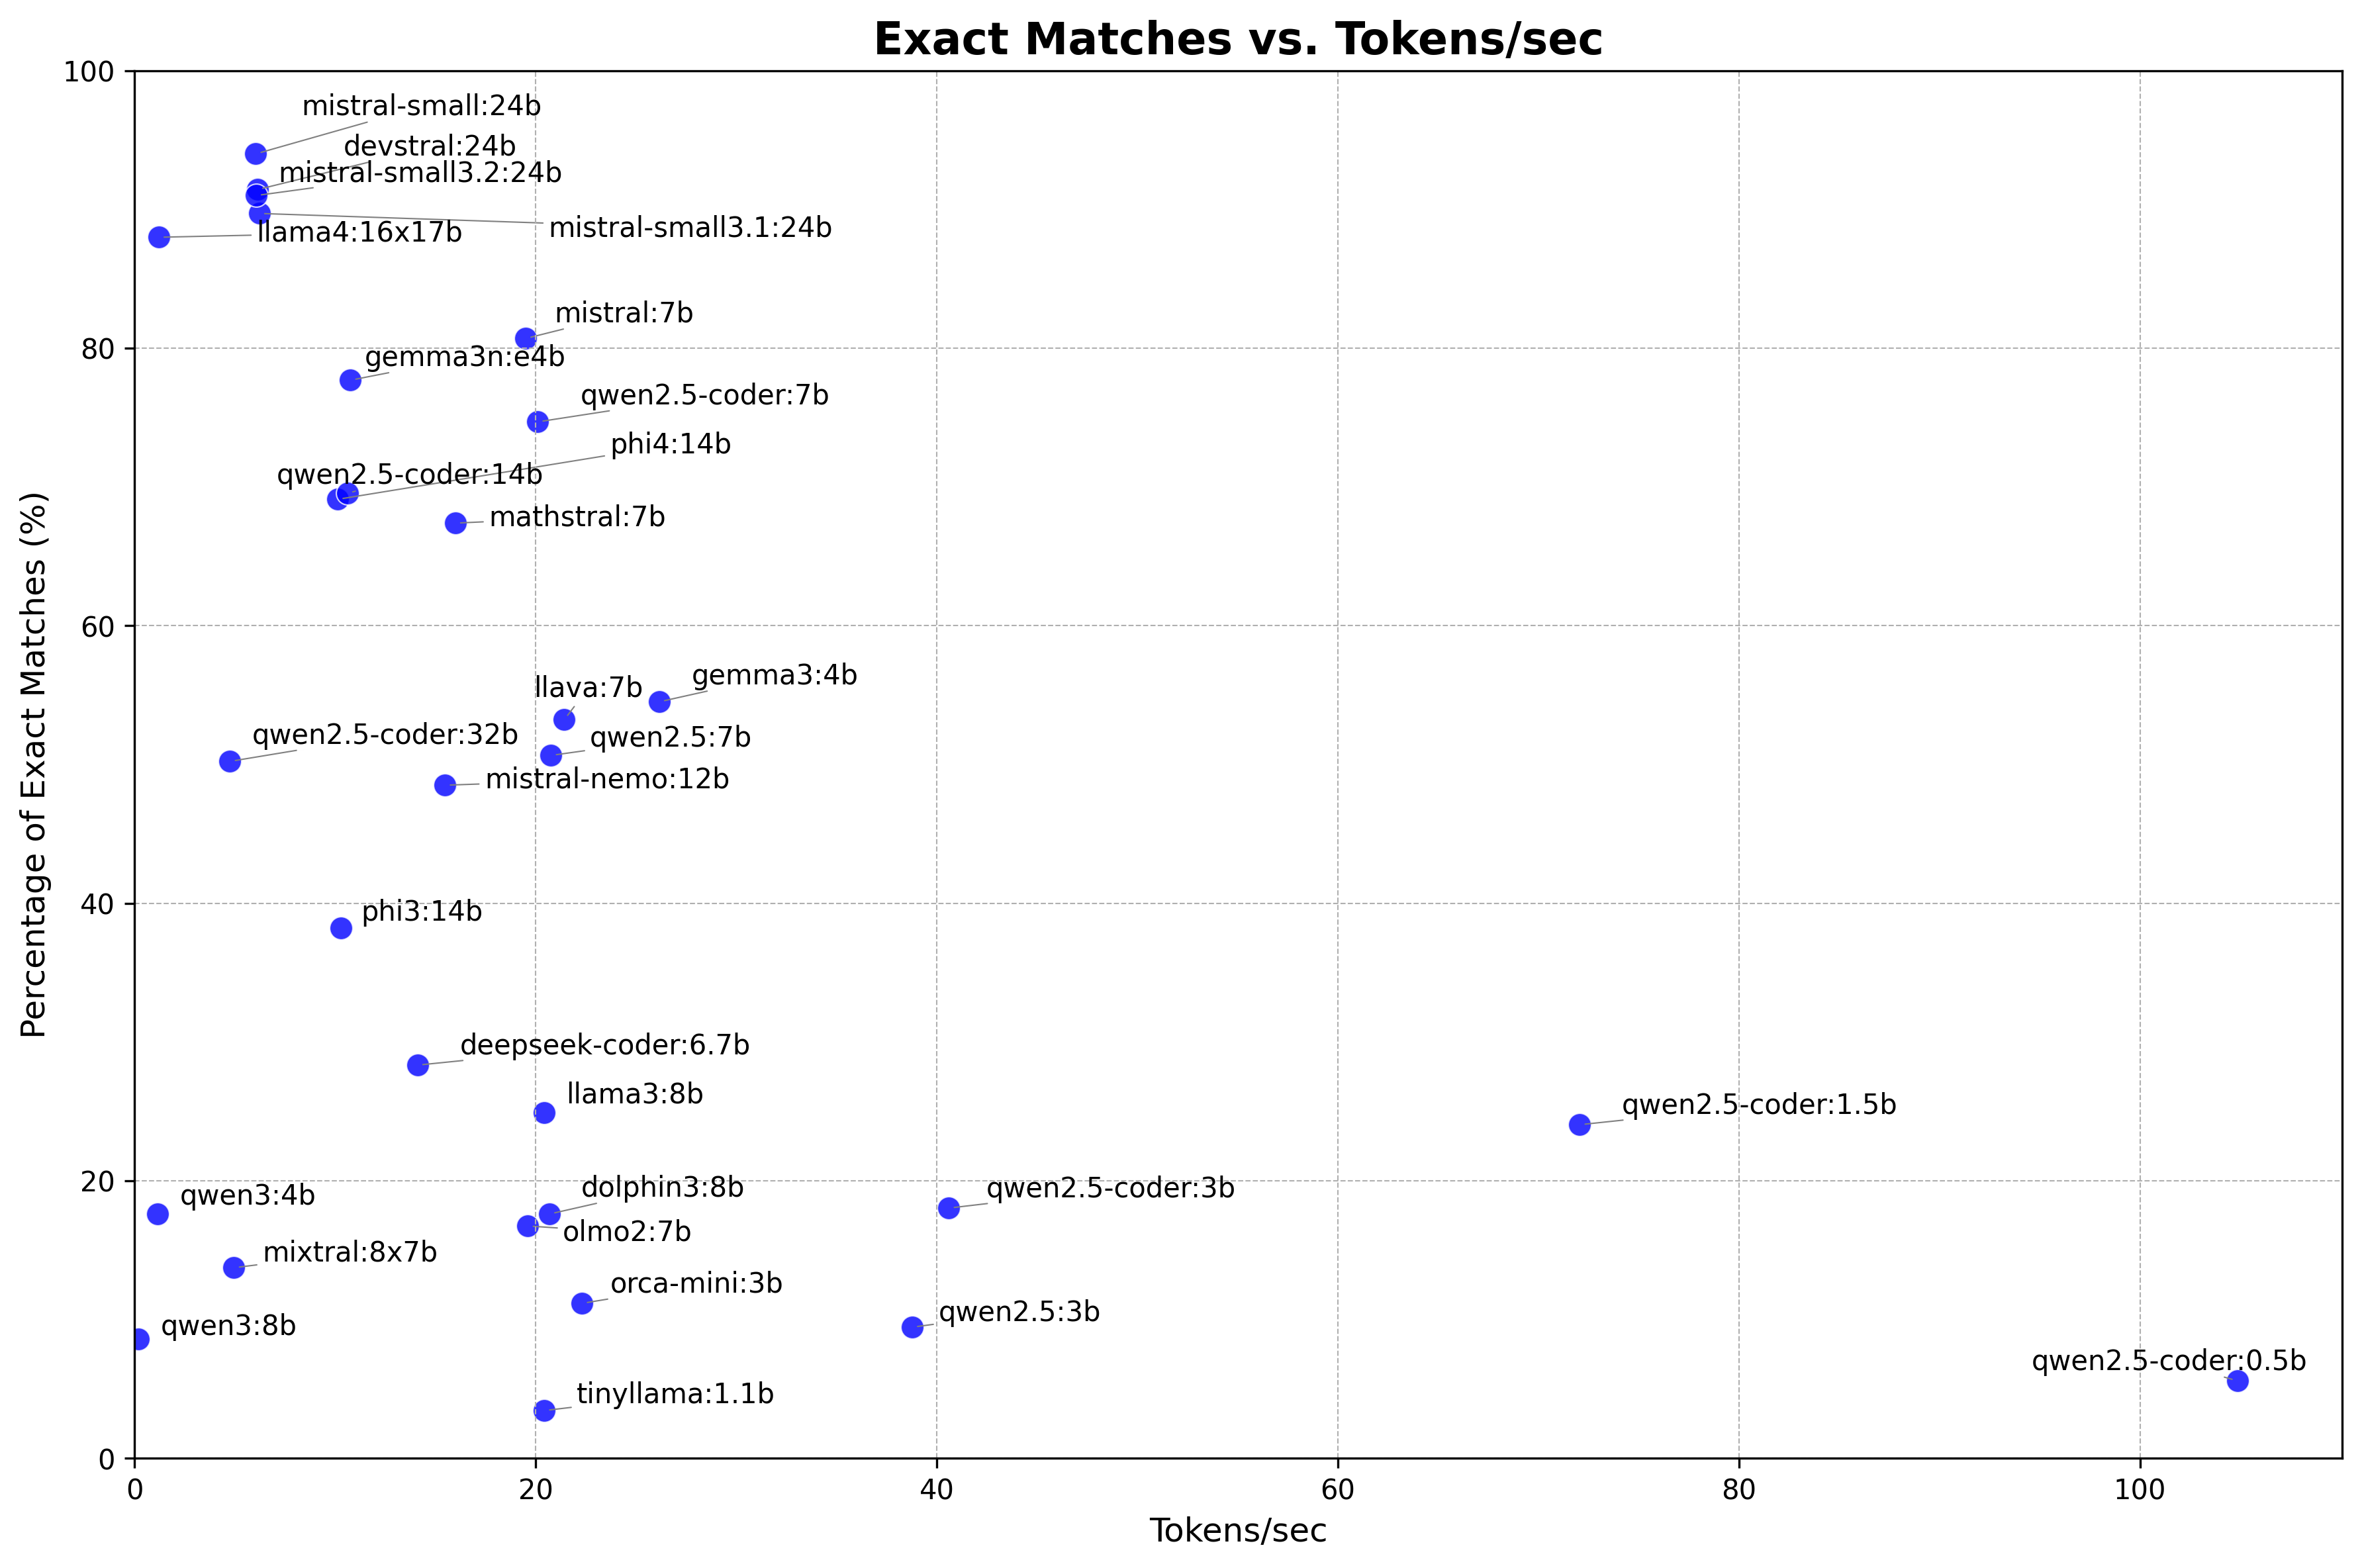 Exact Matches vs. Tokens/sec
Percentage of Exact Matches (%)
100
80
60
40
20
0
mistral-small:24b
devstral:24b
mistral-small3.2:24b
mistral-small3.1:24b
llama4:16x17b
mistral:7b
gemma3n:e4b
qwen2.5-coder:7b
phi4:14b
qwen2.5-coder:14b
mathstral:7b
gemma3:4b
llava:7b
qwen2.5-coder:32b
qwen2.5:7b
mistral-nemo:12b
phi3:14b
deepseek-coder:6.7b
llama3:8b
qwen2.5-coder:1.5b
qwen3:4b
dolphin3:8b
qwen2.5-coder:3b
olmo2:7b
mixtral:8x7b
orca-mini:3b
qwen2.5:3b
qwen3:8b
qwen2.5-coder:0.5b
tinyllama:1.1b
0
20
40
60
80
100
Tokens/sec